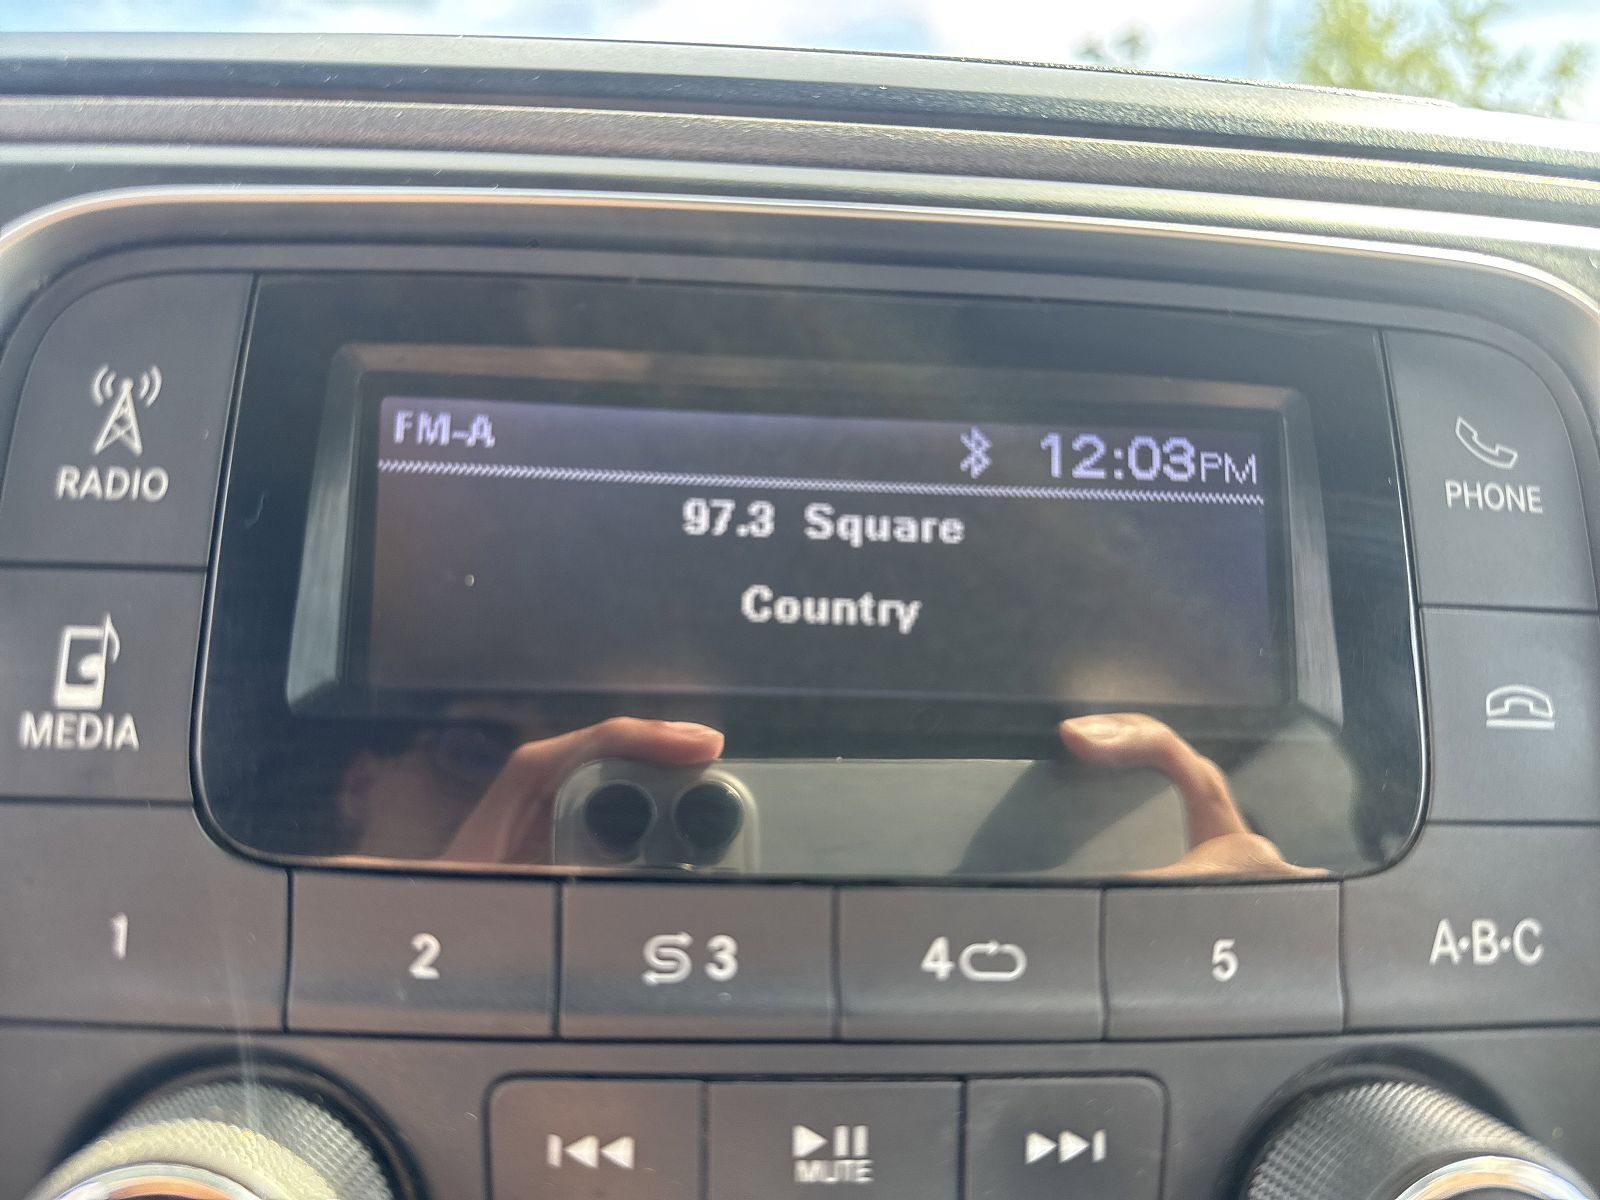 FM-A
12:03PM
97.3 Square
Country
RADIO
PHONE
MEDIA
1
2
3
4
5
A·B·C
MUTE